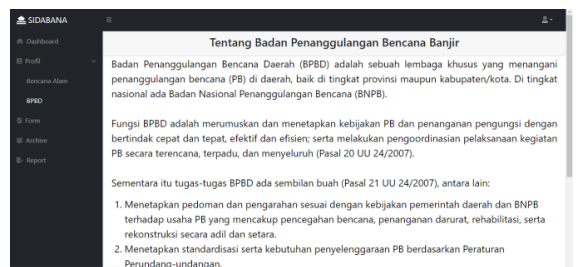 SIDABANA
Dashboard
Profil
Bencana Alam
BPBD
Form
Archive
Report
Tentang Badan Penanggulangan Bencana Banjir
Badan Penanggulangan Bencana Daerah (BPBD) adalah sebuah lembaga khusus yang menangani
penanggulangan bencana (PB) di daerah, baik di tingkat provinsi maupun kabupaten/kota. Di tingkat
nasional ada Badan Nasional Penanggulangan Bencana (BNPB).
Fungsi BPBD adalah merumuskan dan menetapkan kebijakan PB dan penanganan pengungsi dengan
bertindak cepat dan tepat, efektif dan efisien; serta melakukan pengoordinasian pelaksanaan kegiatan
PB secara terencana, terpadu, dan menyeluruh (Pasal 20 UU 24/2007).
Sementara itu tugas-tugas BPBD ada sembilan buah (Pasal 21 UU 24/2007), antara lain:
1. Menetapkan pedoman dan pengarahan sesuai dengan kebijakan pemerintah daerah dan BNPB
terhadap usaha PB yang mencakup pencegahan bencana, penanganan darurat, rehabilitasi, serta
rekonstruksi secara adil dan setara.
2. Menetapkan standardisasi serta kebutuhan penyelenggaraan PB berdasarkan Peraturan
Perundang-undangan.